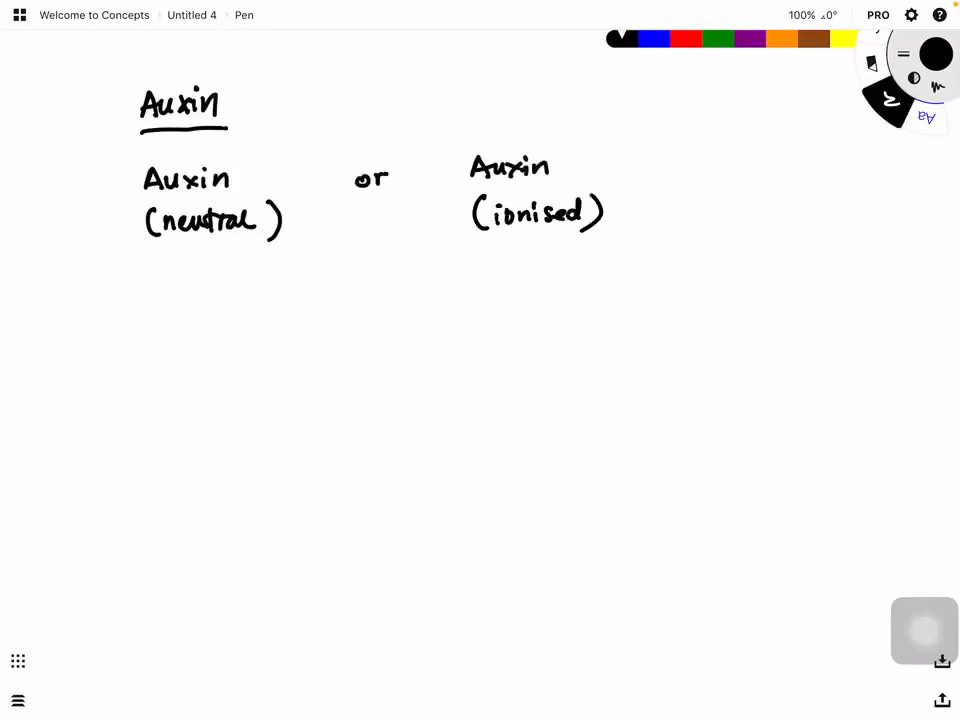 Welcome to Concepts › Untitled 4 › Pen
100% ⦟0° PRO
Aa
Auxin
Auxin or Auxin
(neutral) (ionised)